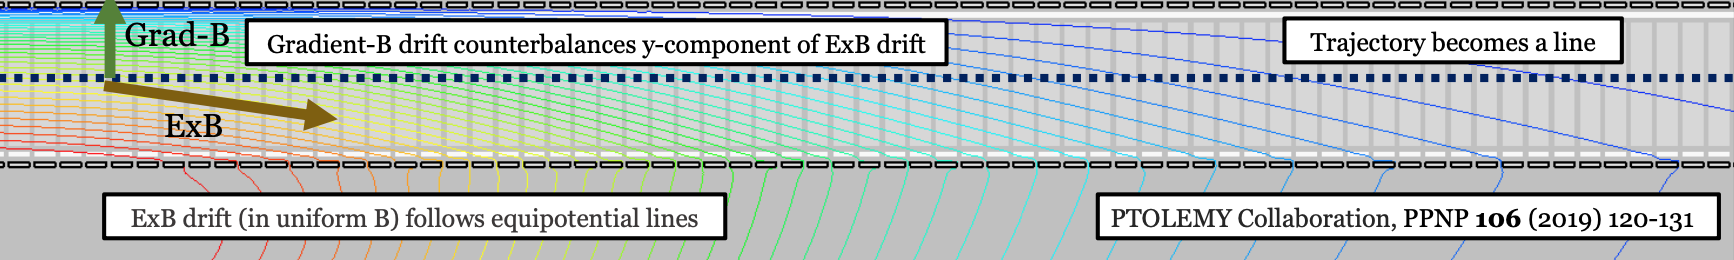 Grad-B
Gradient-B drift counterbalances y-component of ExB drift
Trajectory becomes a line
ExB
ExB drift (in uniform B) follows equipotential lines
PTOLEMY Collaboration, PPNP 106 (2019) 120-131